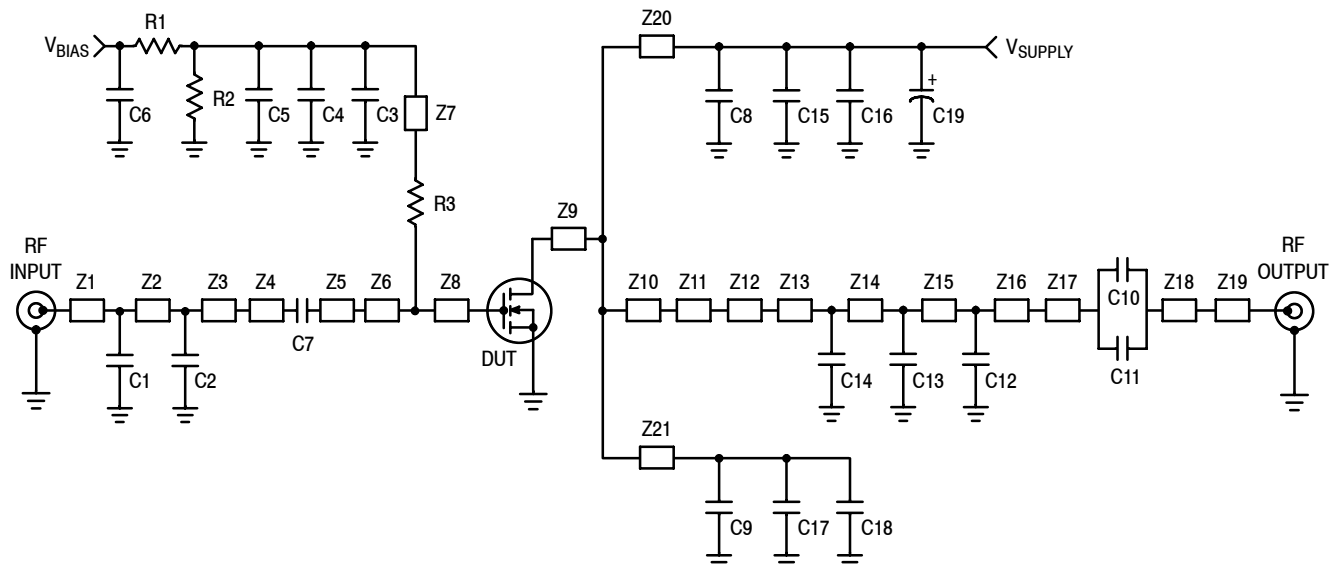 R1
Z20
V_BIAS
V_SUPPLY
R2
+
C6
C5
C4
C3
Z7
C8
C15
C16
C19
R3
Z9
RF
INPUT
RF
OUTPUT
Z1
Z2
Z3
Z4
Z5
Z6
Z8
Z10
Z11
Z12
Z13
Z14
Z15
Z16
Z17
C10
Z18
Z19
C7
DUT
C1
C2
C14
C13
C12
C11
Z21
C9
C17
C18